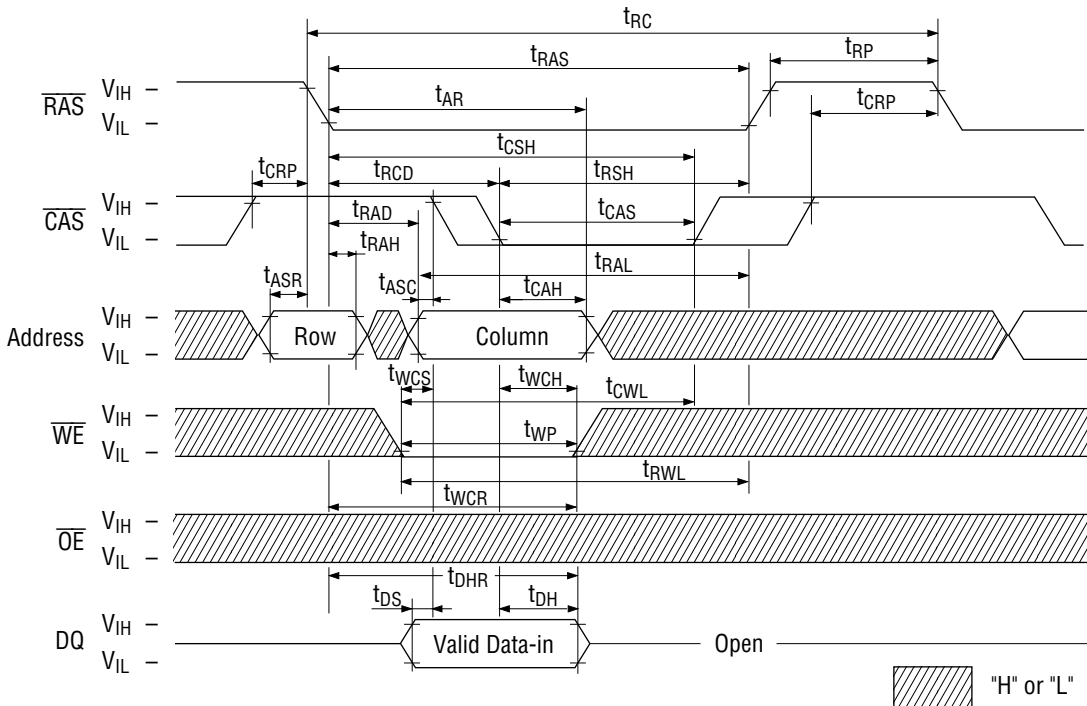 tRC
tRAS
tRP
RAS
VIH
VIL
tAR
tCRP
tCSH
tCRP
tRCD
tRSH
CAS
VIH
VIL
tRAD
tCAS
tRAH
tRAL
tASR
tASC
tCAH
Address
VIH
VIL
Row
Column
tWCS
tWCH
tCWL
WE
VIH
VIL
tWP
tRWL
tWCR
OE
VIH
VIL
tDHR
tDS
tDH
DQ
VIH
VIL
Valid Data-in
Open
"H" or "L"